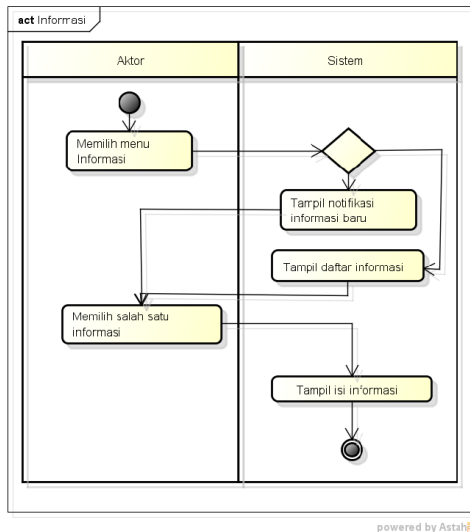 act Informasi
Aktor
Sistem
Memilih menu
Informasi
Tampil notifikasi
informasi baru
Tampil daftar informasi
Memilih salah satu
informasi
Tampil isi informasi
powered by Astah